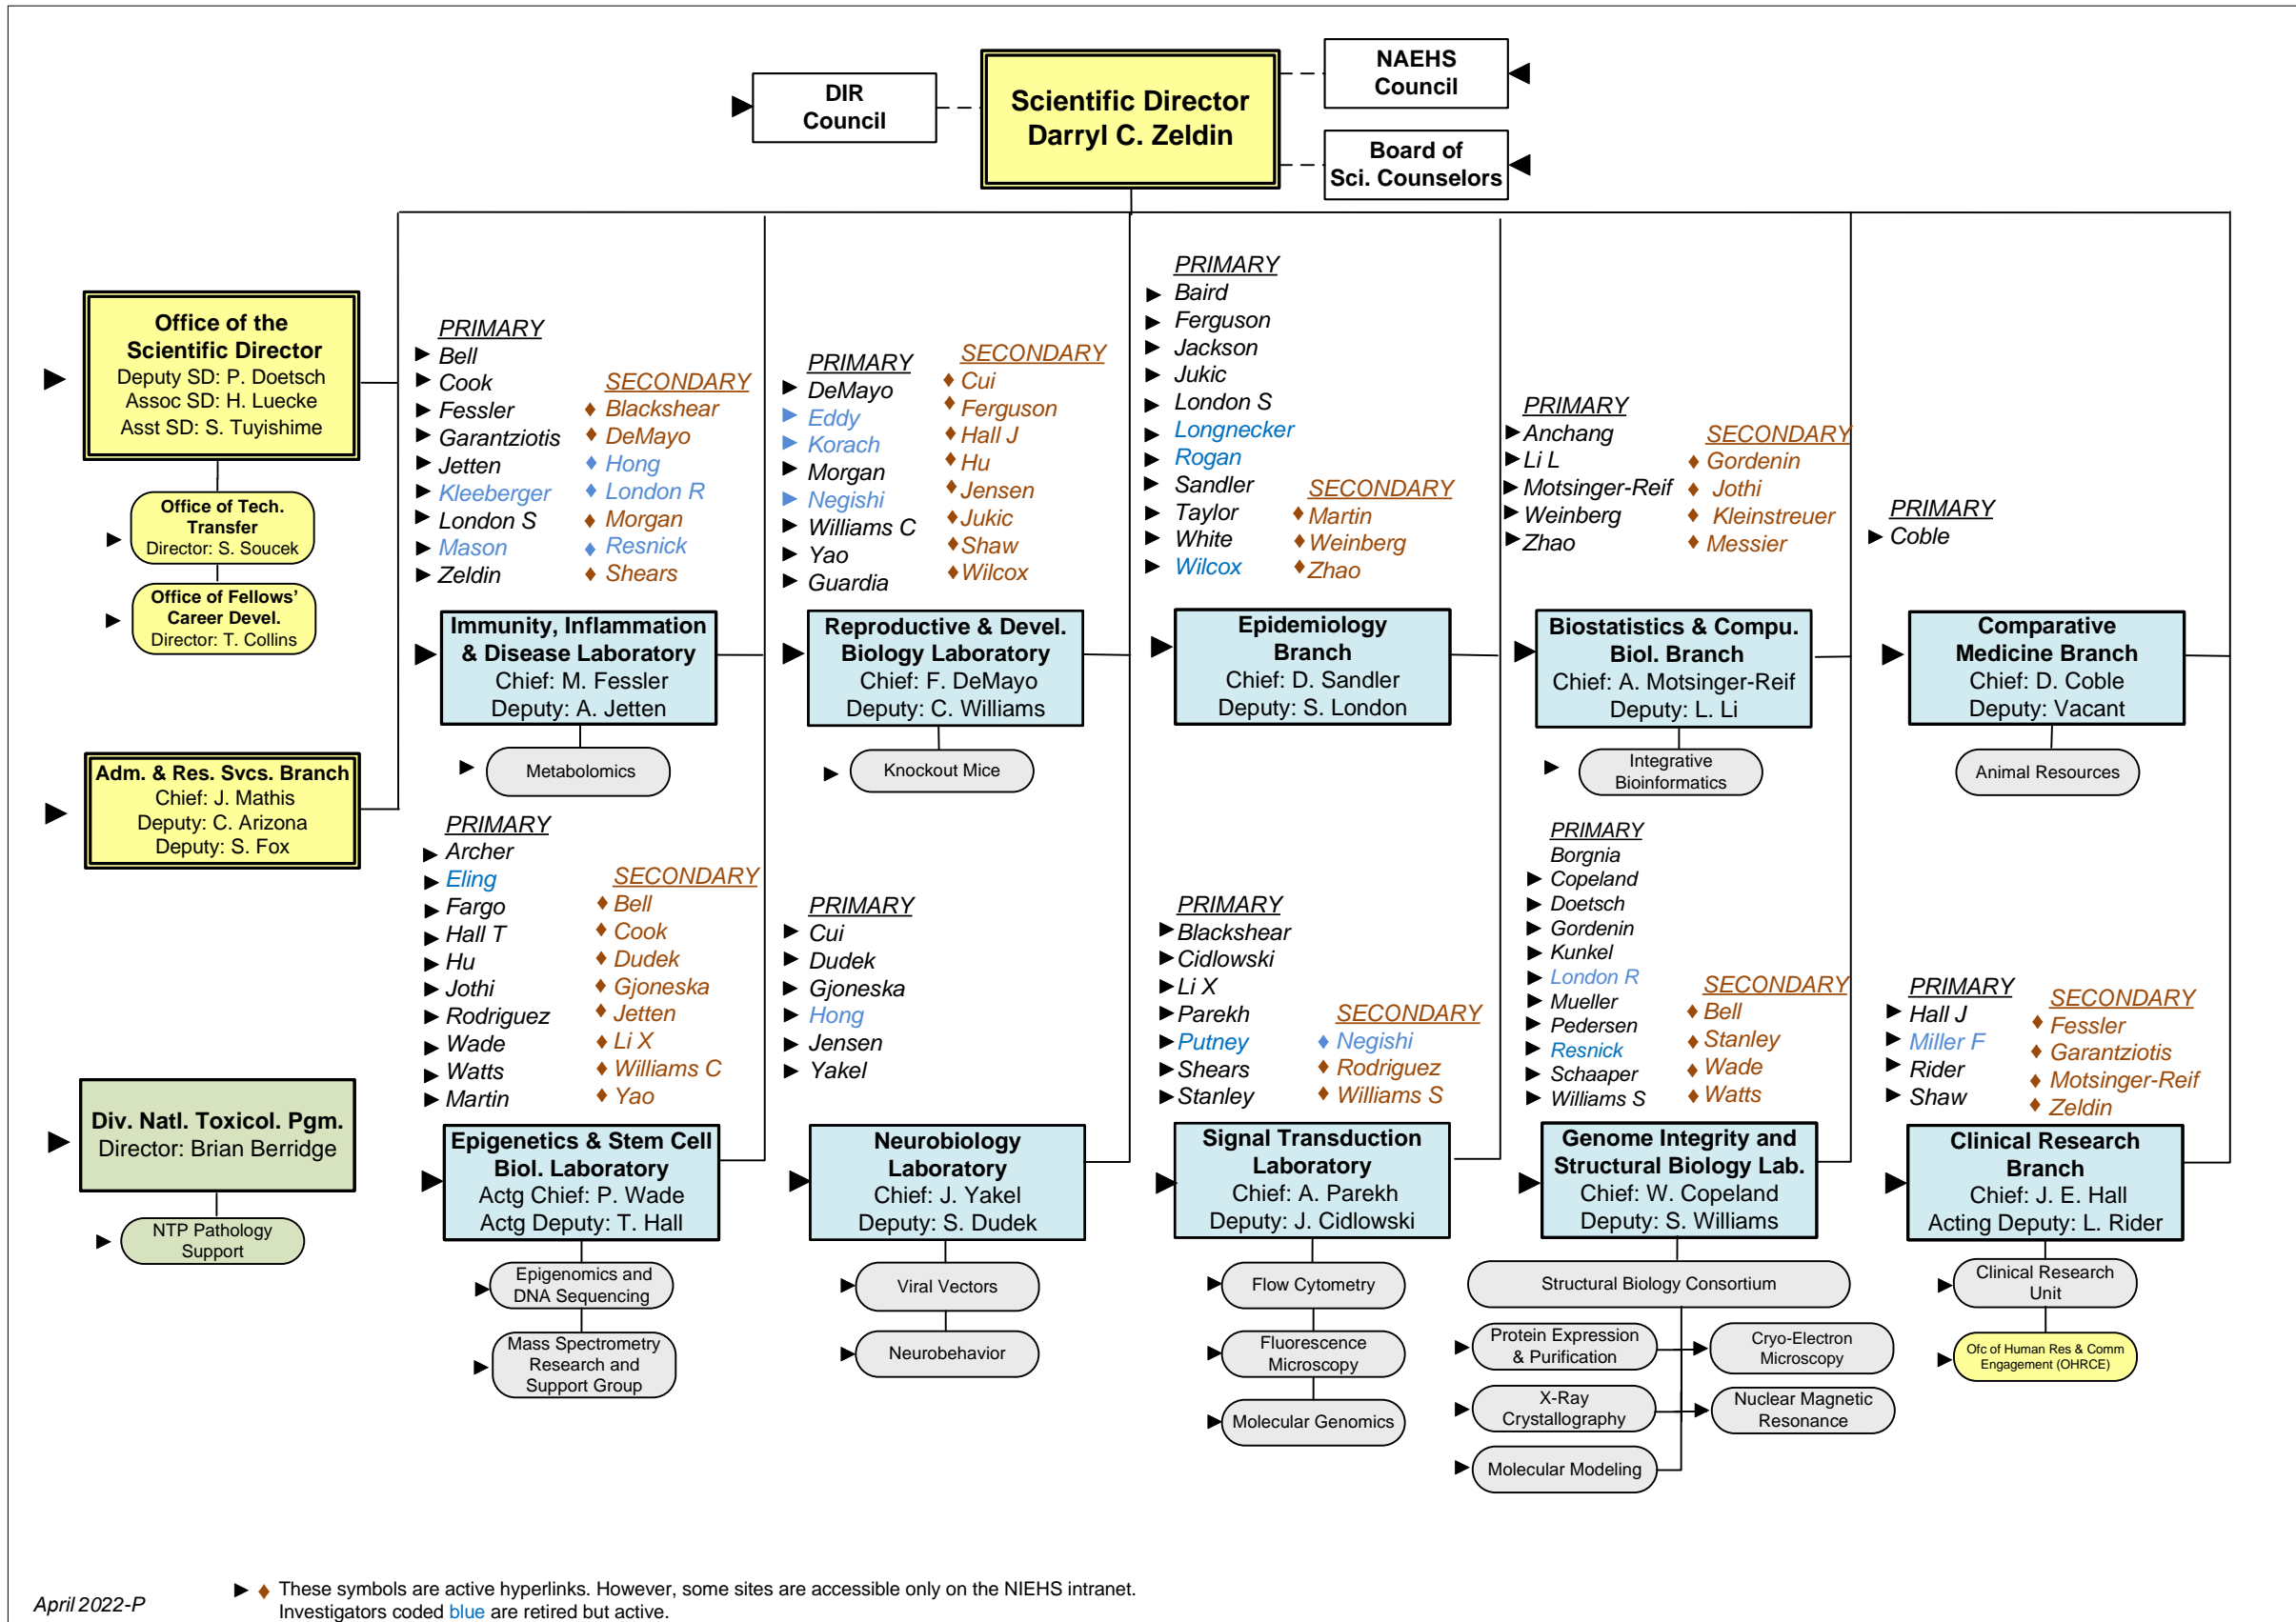 DIR
Council
Scientific Director
Darryl C. Zeldin
NAEHS
Council
Board of
Sci. Counselors
Office of the
Scientific Director
Deputy SD: P. Doetsch
Assoc SD: H. Luecke
Asst SD: S. Tuyishime
Office of Tech.
Transfer
Director: S. Soucek
Office of Fellows'
Career Devel.
Director: T. Collins
Adm. & Res. Svcs. Branch
Chief: J. Mathis
Deputy: C. Arizona
Deputy: S. Fox
Div. Natl. Toxicol. Pgm.
Director: Brian Berridge
NTP Pathology
Support
PRIMARY
Bell
Cook
Fessler
Garantziotis
Jetten
Kleeberger
London S
Mason
Zeldin
SECONDARY
Blackshear
DeMayo
Hong
London R
Morgan
Resnick
Shears
Immunity, Inflammation
& Disease Laboratory
Chief: M. Fessler
Deputy: A. Jetten
Metabolomics
PRIMARY
DeMayo
Eddy
Korach
Morgan
Negishi
Williams C
Yao
Guardia
SECONDARY
Cui
Ferguson
Hall J
Hu
Jensen
Jukic
Shaw
Wilcox
Reproductive & Devel.
Biology Laboratory
Chief: F. DeMayo
Deputy: C. Williams
Knockout Mice
PRIMARY
Baird
Ferguson
Jackson
Jukic
London S
Longnecker
Rogan
Sandler
Taylor
White
Wilcox
SECONDARY
Martin
Weinberg
Zhao
Epidemiology
Branch
Chief: D. Sandler
Deputy: S. London
PRIMARY
Anchang
Li L
Motsinger-Reif
Weinberg
Zhao
SECONDARY
Gordenin
Jothi
Kleinstreuer
Messier
Biostatistics & Compu.
Biol. Branch
Chief: A. Motsinger-Reif
Deputy: L. Li
Integrative
Bioinformatics
PRIMARY
Coble
Comparative
Medicine Branch
Chief: D. Coble
Deputy: Vacant
Animal Resources
PRIMARY
Archer
Eling
Fargo
Hall T
Hu
Jothi
Rodriguez
Wade
Watts
Martin
SECONDARY
Bell
Cook
Dudek
Gjoneska
Jetten
Li X
Williams C
Yao
Epigenetics & Stem Cell
Biol. Laboratory
Actg Chief: P. Wade
Actg Deputy: T. Hall
Epigenomics and
DNA Sequencing
Mass Spectrometry
Research and
Support Group
PRIMARY
Cui
Dudek
Gjoneska
Hong
Jensen
Yakel
Neurobiology
Laboratory
Chief: J. Yakel
Deputy: S. Dudek
Viral Vectors
Neurobehavior
PRIMARY
Blackshear
Cidlowski
Li X
Parekh
Putney
Shears
Stanley
SECONDARY
Negishi
Rodriguez
Williams S
Signal Transduction
Laboratory
Chief: A. Parekh
Deputy: J. Cidlowski
Flow Cytometry
Fluorescence
Microscopy
Molecular Genomics
PRIMARY
Borgnia
Copeland
Doetsch
Gordenin
Kunkel
London R
Mueller
Pedersen
Resnick
Schaaper
Williams S
SECONDARY
Bell
Stanley
Wade
Watts
Genome Integrity and
Structural Biology Lab.
Chief: W. Copeland
Deputy: S. Williams
Structural Biology Consortium
Protein Expression
& Purification
Cryo-Electron
Microscopy
X-Ray
Crystallography
Nuclear Magnetic
Resonance
Molecular Modeling
PRIMARY
Hall J
Miller F
Rider
Shaw
SECONDARY
Fessler
Garantziotis
Motsinger-Reif
Zeldin
Clinical Research
Branch
Chief: J. E. Hall
Acting Deputy: L. Rider
Clinical Research
Unit
Ofc of Human Res & Comm
Engagement (OHRCE)
April 2022-P
These symbols are active hyperlinks. However, some sites are accessible only on the NIEHS intranet.
Investigators coded blue are retired but active.